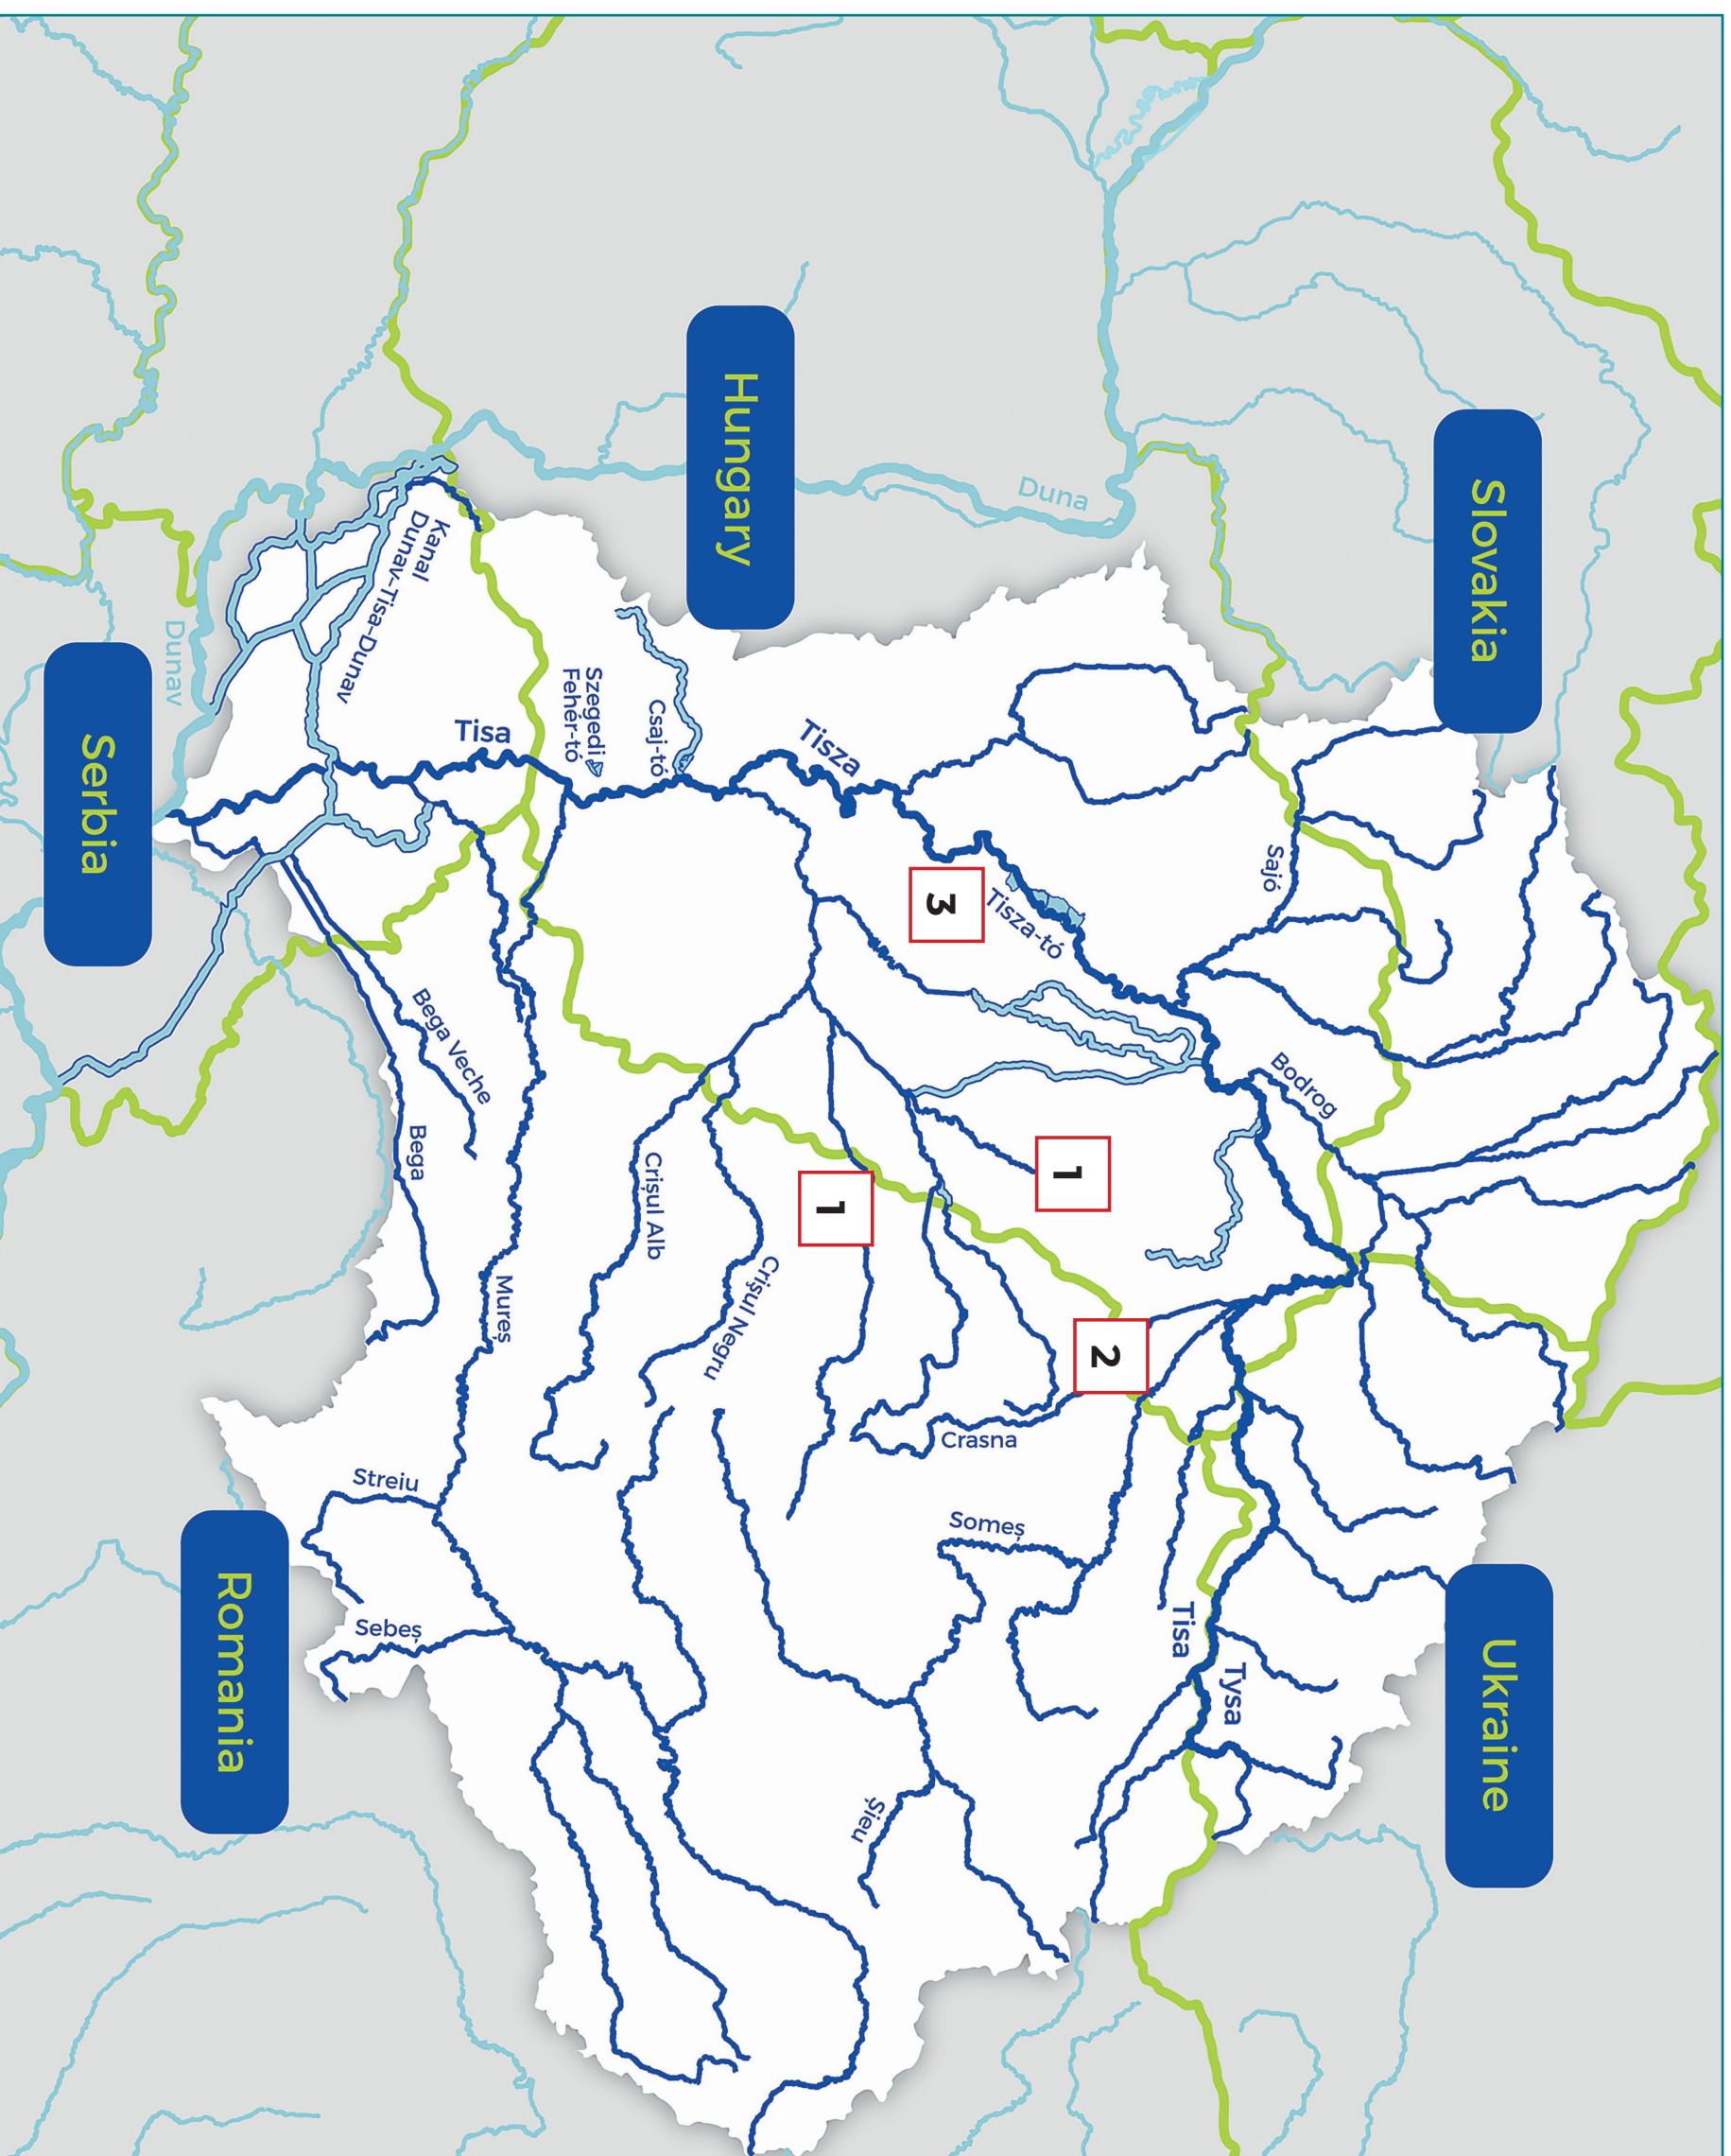 Slovakia
Ukraine
Hungary
Serbia
Romania
Duna
Sajó
Bodrog
Tisza-tó
3
1
1
2
Tisza
Csaj-tó
Szegedi
Fehér-tó
Tisa
Kanal
Dunav-Tisa-Dunav
Dunav
Tysa
Tisa
Someș
Crasna
Șieu
Crișul Negru
Crișul Alb
Mureș
Bega Veche
Bega
Streiu
Sebeș